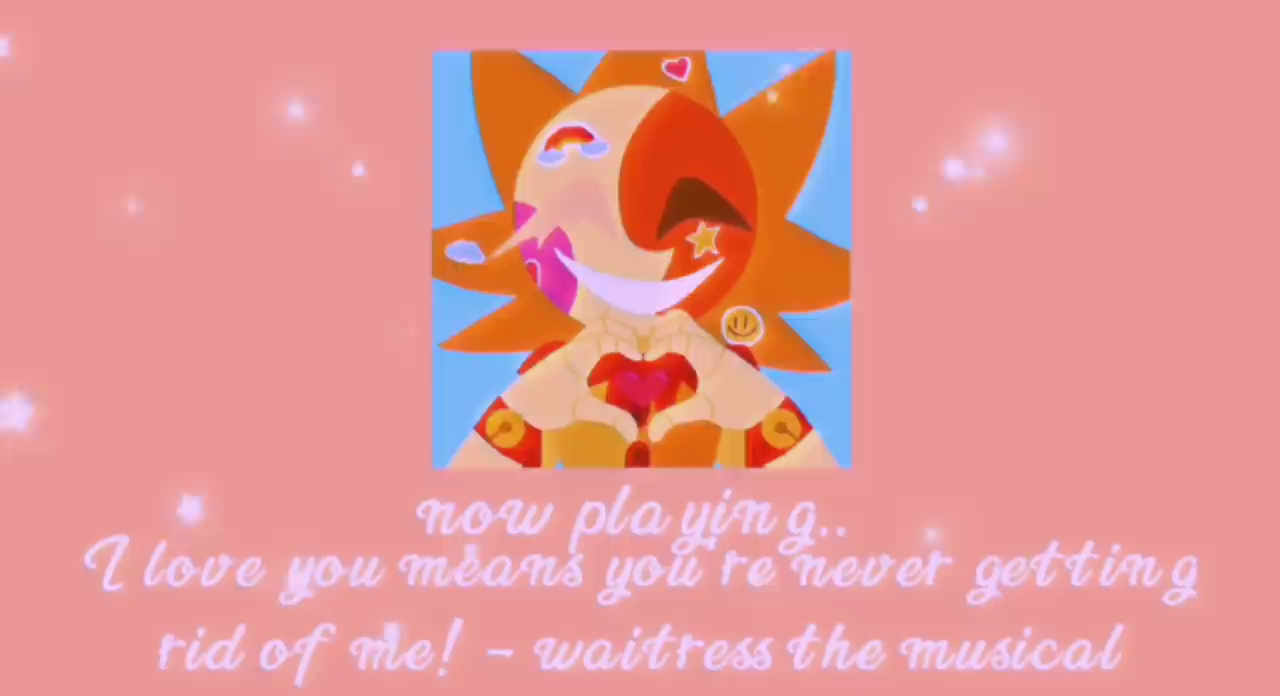 now playing..
I love you means you're never getting
rid of me! - waitress the musical